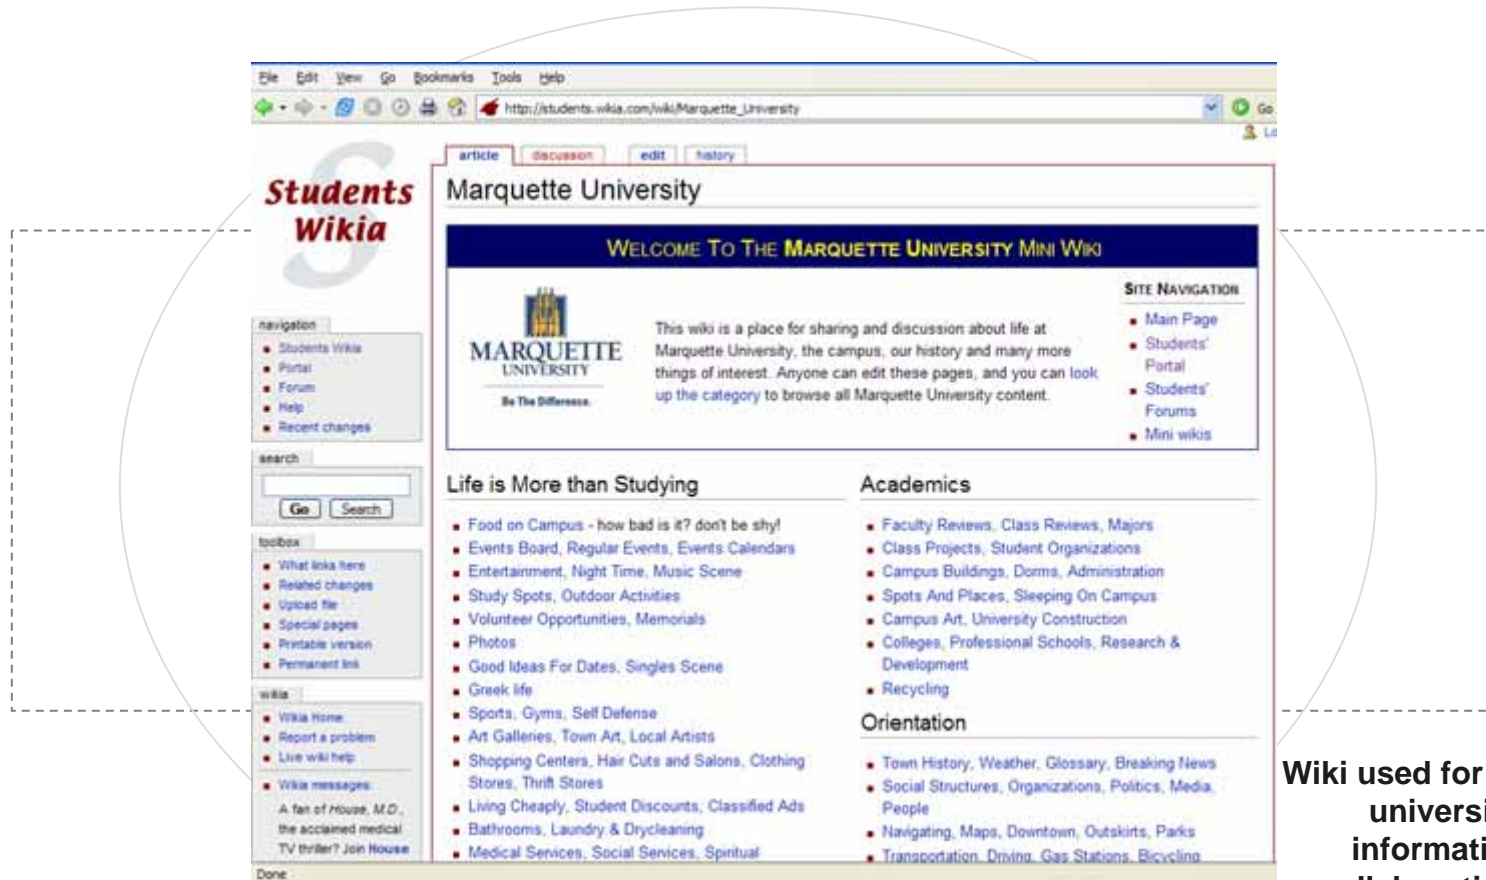 File Edit View Go Bookmarks Tools Help
http://students.wikia.com/wiki/Marquette_University
Go
article discussion edit history
Students
Wikia
Marquette University
WELCOME TO THE MARQUETTE UNIVERSITY MINI WIKI
MARQUETTE
UNIVERSITY
Be The Difference.
This wiki is a place for sharing and discussion about life at
Marquette University, the campus, our history and many more
things of interest. Anyone can edit these pages, and you can look
up the category to browse all Marquette University content.
SITE NAVIGATION
Main Page
Students'
Portal
Students'
Forums
Mini wikis
navigation
Students Wikia
Portal
Forum
Help
Recent changes
search
Go Search
toolbox
What links here
Related changes
Upload file
Special pages
Printable version
Permanent link
wikia
Wikia Home
Report a problem
Live wiki help
Wikia messages:
A fan of House, M.D.,
the acclaimed medical
TV thriller? Join House
Life is More than Studying
Food on Campus - how bad is it? don't be shy!
Events Board, Regular Events, Events Calendars
Entertainment, Night Time, Music Scene
Study Spots, Outdoor Activities
Volunteer Opportunities, Memorials
Photos
Good Ideas For Dates, Singles Scene
Greek life
Sports, Gyms, Self Defense
Art Galleries, Town Art, Local Artists
Shopping Centers, Hair Cuts and Salons, Clothing
Stores, Thrift Stores
Living Cheaply, Student Discounts, Classified Ads
Bathrooms, Laundry & Drycleaning
Medical Services, Social Services, Spiritual
Academics
Faculty Reviews, Class Reviews, Majors
Class Projects, Student Organizations
Campus Buildings, Dorms, Administration
Spots And Places, Sleeping On Campus
Campus Art, University Construction
Colleges, Professional Schools, Research &
Development
Recycling
Orientation
Town History, Weather, Glossary, Breaking News
Social Structures, Organizations, Politics, Media,
People
Navigating, Maps, Downtown, Outskirts, Parks
Transportation, Driving, Gas Stations, Bicycling
Done
Wiki used for